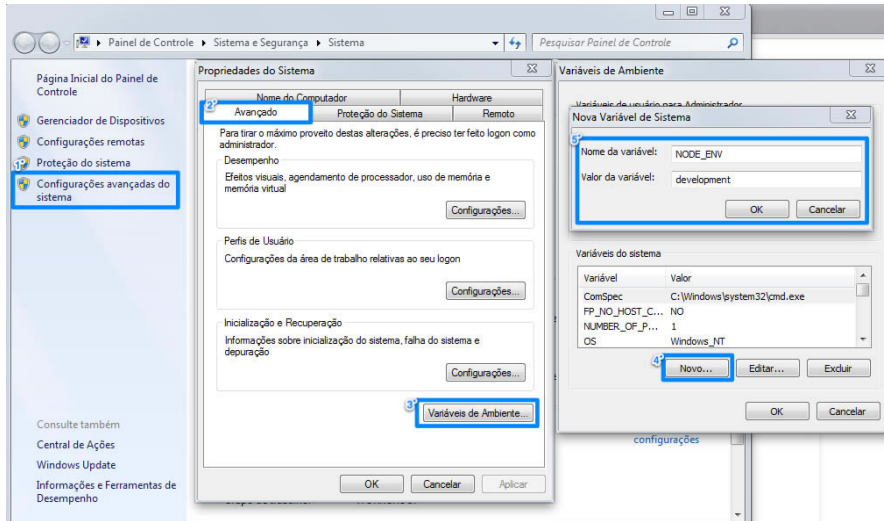 Painel de Controle ▸ Sistema e Segurança ▸ Sistema
Pesquisar Painel de Controle
Página Inicial do Painel de
Controle
Gerenciador de Dispositivos
Configurações remotas
1º
Proteção do sistema
Configurações avançadas do
sistema
Consulte também
Central de Ações
Windows Update
Informações e Ferramentas de
Desempenho
Propriedades do Sistema
Nome do Computador
Hardware
2º
Avançado
Proteção do Sistema
Remoto
Para tirar o máximo proveito destas alterações, é preciso ter feito logon como
administrador.
Desempenho
Efeitos visuais, agendamento de processador, uso de memória e
memória virtual
Configurações...
Perfis de Usuário
Configurações da área de trabalho relativas ao seu logon
Configurações...
Inicialização e Recuperação
Informações sobre inicialização do sistema, falha do sistema e
depuração
Configurações...
3º
Variáveis de Ambiente...
OK
Cancelar
Aplicar
Variáveis de Ambiente
Variáveis de usuário para Administrador
Nova Variável de Sistema
5º
Nome da variável:
NODE_ENV
Valor da variável:
development
OK
Cancelar
Variáveis do sistema
Variável Valor
ComSpec C:\Windows\system32\cmd.exe
FP_NO_HOST_C... NO
NUMBER_OF_P... 1
OS Windows_NT
4º
Novo...
Editar...
Excluir
OK
Cancelar
configurações